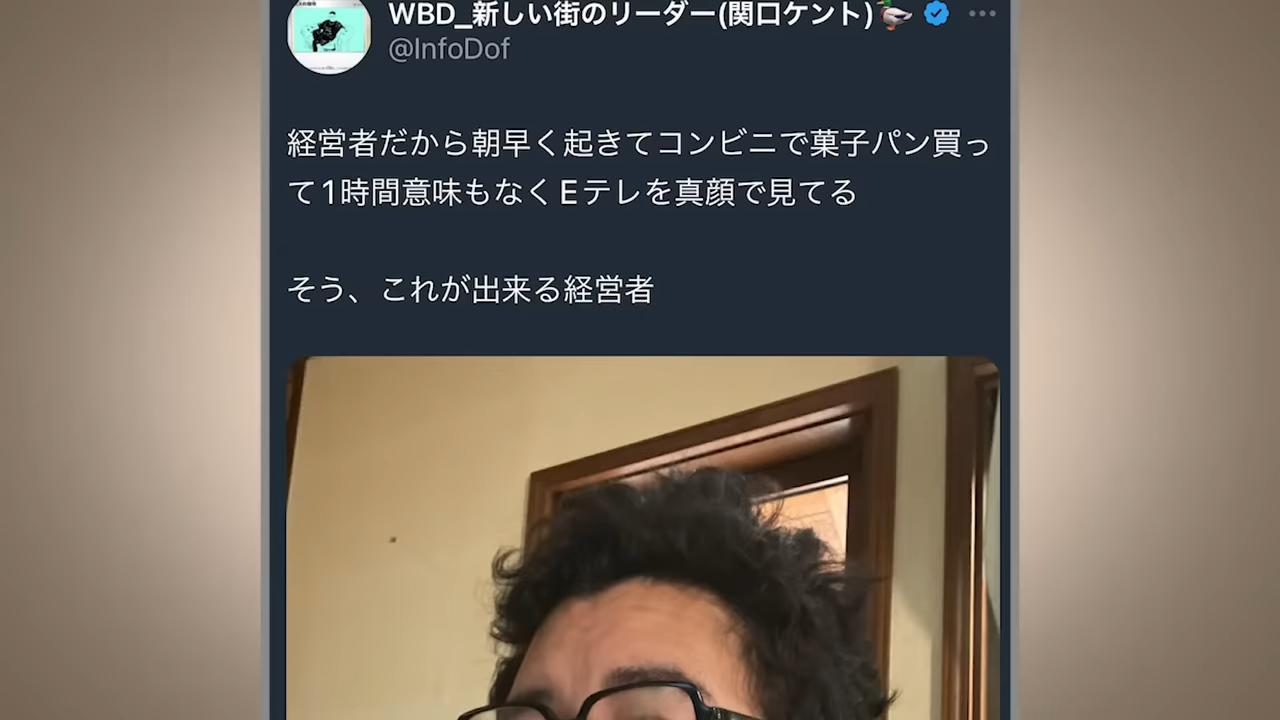 WBD_新しい街のリーダー(関口ケント)🦆
@InfoDof
経営者だから朝早く起きてコンビニで菓子パン買っ
て1時間意味もなくEテレを真顔で見てる
そう、これが出来る経営者